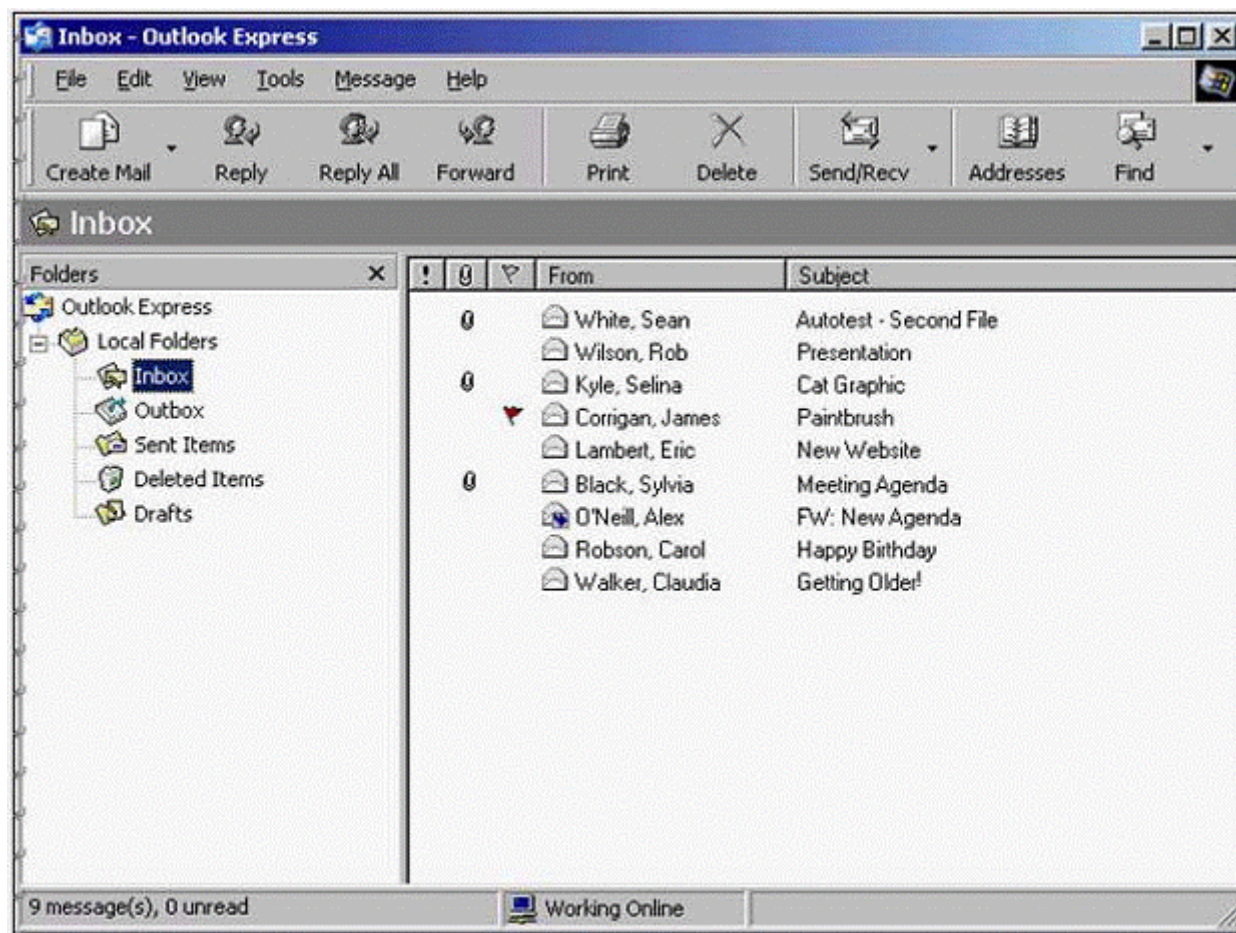 Inbox - Outlook Express
File Edit View Tools Message Help
Create Mail Reply Reply All Forward Print Delete Send/Recv Addresses Find
Inbox
Folders
Outlook Express
Local Folders
Inbox
Outbox
Sent Items
Deleted Items
Drafts
! From Subject
White, Sean Autotest - Second File
Wilson, Rob Presentation
Kyle, Selina Cat Graphic
Corrigan, James Paintbrush
Lambert, Eric New Website
Black, Sylvia Meeting Agenda
O'Neill, Alex FW: New Agenda
Robson, Carol Happy Birthday
Walker, Claudia Getting Older!
9 message(s), 0 unread Working Online